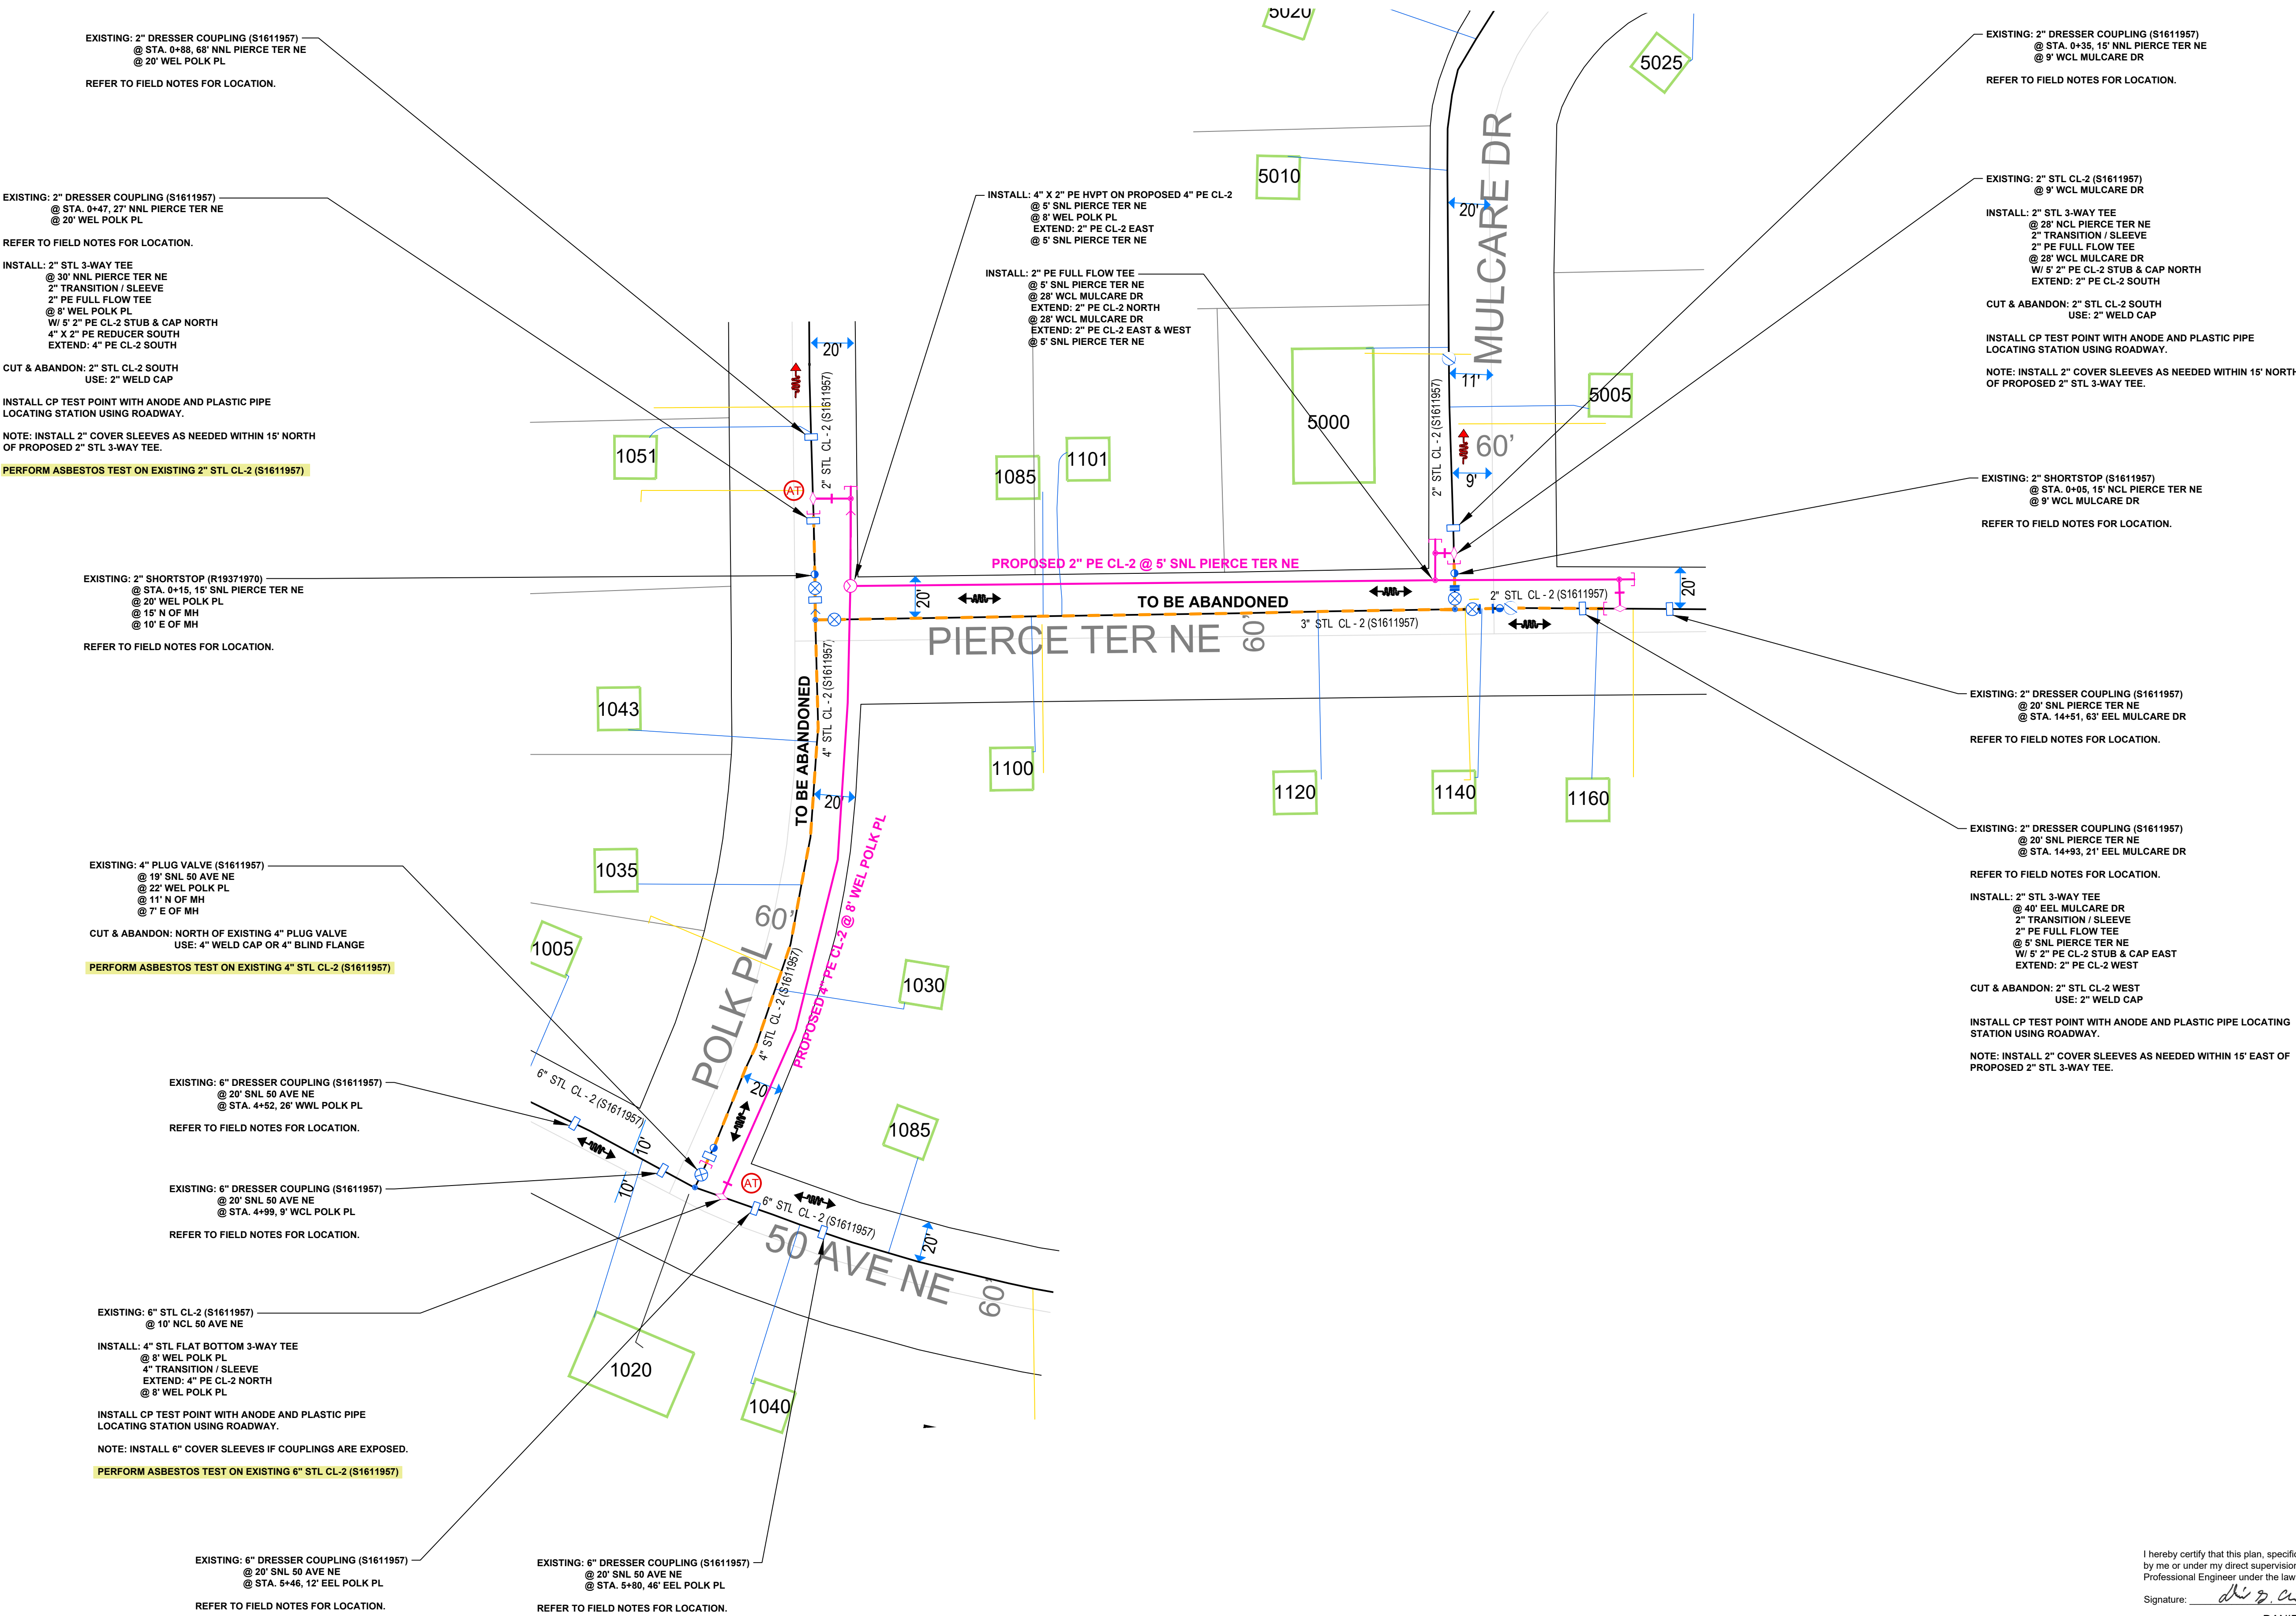 EXISTING: 2" DRESSER COUPLING (S1611957)
@ STA. 0+88, 68' NNL PIERCE TER NE
@ 20' WEL POLK PL
REFER TO FIELD NOTES FOR LOCATION.
EXISTING: 2" DRESSER COUPLING (S1611957)
@ STA. 0+47, 27' NNL PIERCE TER NE
@ 20' WEL POLK PL
REFER TO FIELD NOTES FOR LOCATION.
INSTALL: 2" STL 3-WAY TEE
@ 30' NNL PIERCE TER NE
2" TRANSITION / SLEEVE
2" PE FULL FLOW TEE
@ 8' WEL POLK PL
W/ 5' 2" PE CL-2 STUB & CAP NORTH
4" X 2" PE REDUCER SOUTH
EXTEND: 4" PE CL-2 SOUTH
CUT & ABANDON: 2" STL CL-2 SOUTH
USE: 2" WELD CAP
INSTALL CP TEST POINT WITH ANODE AND PLASTIC PIPE
LOCATING STATION USING ROADWAY.
NOTE: INSTALL 2" COVER SLEEVES AS NEEDED WITHIN 15' NORTH
OF PROPOSED 2" STL 3-WAY TEE.
PERFORM ASBESTOS TEST ON EXISTING 2" STL CL-2 (S1611957)
EXISTING: 2" SHORTSTOP (R19371970)
@ STA. 0+15, 15' SNL PIERCE TER NE
@ 20' WEL POLK PL
@ 15' N OF MH
@ 10' E OF MH
REFER TO FIELD NOTES FOR LOCATION.
EXISTING: 4" PLUG VALVE (S1611957)
@ 19' SNL 50 AVE NE
@ 22' WEL POLK PL
@ 11' N OF MH
@ 7' E OF MH
CUT & ABANDON: NORTH OF EXISTING 4" PLUG VALVE
USE: 4" WELD CAP OR 4" BLIND FLANGE
PERFORM ASBESTOS TEST ON EXISTING 4" STL CL-2 (S1611957)
EXISTING: 6" DRESSER COUPLING (S1611957)
@ 20' SNL 50 AVE NE
@ STA. 4+52, 26' WWL POLK PL
REFER TO FIELD NOTES FOR LOCATION.
EXISTING: 6" DRESSER COUPLING (S1611957)
@ 20' SNL 50 AVE NE
@ STA. 4+99, 9' WCL POLK PL
REFER TO FIELD NOTES FOR LOCATION.
EXISTING: 6" STL CL-2 (S1611957)
@ 10' NCL 50 AVE NE
INSTALL: 4" STL FLAT BOTTOM 3-WAY TEE
@ 8' WEL POLK PL
4" TRANSITION / SLEEVE
EXTEND: 4" PE CL-2 NORTH
@ 8' WEL POLK PL
INSTALL CP TEST POINT WITH ANODE AND PLASTIC PIPE
LOCATING STATION USING ROADWAY.
NOTE: INSTALL 6" COVER SLEEVES IF COUPLINGS ARE EXPOSED.
PERFORM ASBESTOS TEST ON EXISTING 6" STL CL-2 (S1611957)
EXISTING: 6" DRESSER COUPLING (S1611957)
@ 20' SNL 50 AVE NE
@ STA. 5+46, 12' EEL POLK PL
REFER TO FIELD NOTES FOR LOCATION.
EXISTING: 6" DRESSER COUPLING (S1611957)
@ 20' SNL 50 AVE NE
@ STA. 5+80, 46' EEL POLK PL
REFER TO FIELD NOTES FOR LOCATION.
INSTALL: 4" X 2" PE HVPT ON PROPOSED 4" PE CL-2
@ 5' SNL PIERCE TER NE
@ 8' WEL POLK PL
EXTEND: 2" PE CL-2 EAST
@ 5' SNL PIERCE TER NE
INSTALL: 2" PE FULL FLOW TEE
@ 5' SNL PIERCE TER NE
@ 28' WCL MULCARE DR
EXTEND: 2" PE CL-2 NORTH
@ 28' WCL MULCARE DR
EXTEND: 2" PE CL-2 EAST & WEST
@ 5' SNL PIERCE TER NE
5020
5025
5010
5000
5005
1051
1085
1101
1043
1035
1005
1030
1100
1120
1140
1160
1085
1020
1040
MULCARE DR
60'
20'
11'
9'
2" STL CL - 2 (S1611957)
20'
2" STL CL - 2 (S1611957)
AT
PROPOSED 2" PE CL-2 @ 5' SNL PIERCE TER NE
20'
TO BE ABANDONED
2" STL CL - 2 (S1611957)
20'
3" STL CL - 2 (S1611957)
PIERCE TER NE
60'
TO BE ABANDONED
4" STL CL - 2 (S1611957)
20'
PROPOSED 4" PE CL-2 @ 8' WEL POLK PL
POLK PL
60'
4" STL CL - 2 (S1611957)
20'
6" STL CL - 2 (S1611957)
10'
10'
AT
6" STL CL - 2 (S1611957)
20'
50 AVE NE
60'
EXISTING: 2" DRESSER COUPLING (S1611957)
@ STA. 0+35, 15' NNL PIERCE TER NE
@ 9' WCL MULCARE DR
REFER TO FIELD NOTES FOR LOCATION.
EXISTING: 2" STL CL-2 (S1611957)
@ 9' WCL MULCARE DR
INSTALL: 2" STL 3-WAY TEE
@ 28' NCL PIERCE TER NE
2" TRANSITION / SLEEVE
2" PE FULL FLOW TEE
@ 28' WCL MULCARE DR
W/ 5' 2" PE CL-2 STUB & CAP NORTH
EXTEND: 2" PE CL-2 SOUTH
CUT & ABANDON: 2" STL CL-2 SOUTH
USE: 2" WELD CAP
INSTALL CP TEST POINT WITH ANODE AND PLASTIC PIPE
LOCATING STATION USING ROADWAY.
NOTE: INSTALL 2" COVER SLEEVES AS NEEDED WITHIN 15' NORTH
OF PROPOSED 2" STL 3-WAY TEE.
EXISTING: 2" SHORTSTOP (S1611957)
@ STA. 0+05, 15' NCL PIERCE TER NE
@ 9' WCL MULCARE DR
REFER TO FIELD NOTES FOR LOCATION.
EXISTING: 2" DRESSER COUPLING (S1611957)
@ 20' SNL PIERCE TER NE
@ STA. 14+51, 63' EEL MULCARE DR
REFER TO FIELD NOTES FOR LOCATION.
EXISTING: 2" DRESSER COUPLING (S1611957)
@ 20' SNL PIERCE TER NE
@ STA. 14+93, 21' EEL MULCARE DR
REFER TO FIELD NOTES FOR LOCATION.
INSTALL: 2" STL 3-WAY TEE
@ 40' EEL MULCARE DR
2" TRANSITION / SLEEVE
2" PE FULL FLOW TEE
@ 5' SNL PIERCE TER NE
W/ 5' 2" PE CL-2 STUB & CAP EAST
EXTEND: 2" PE CL-2 WEST
CUT & ABANDON: 2" STL CL-2 WEST
USE: 2" WELD CAP
INSTALL CP TEST POINT WITH ANODE AND PLASTIC PIPE LOCATING
STATION USING ROADWAY.
NOTE: INSTALL 2" COVER SLEEVES AS NEEDED WITHIN 15' EAST OF
PROPOSED 2" STL 3-WAY TEE.
I hereby certify that this plan,
by me or under my direct supervision
Professional Engineer under the
Signature: